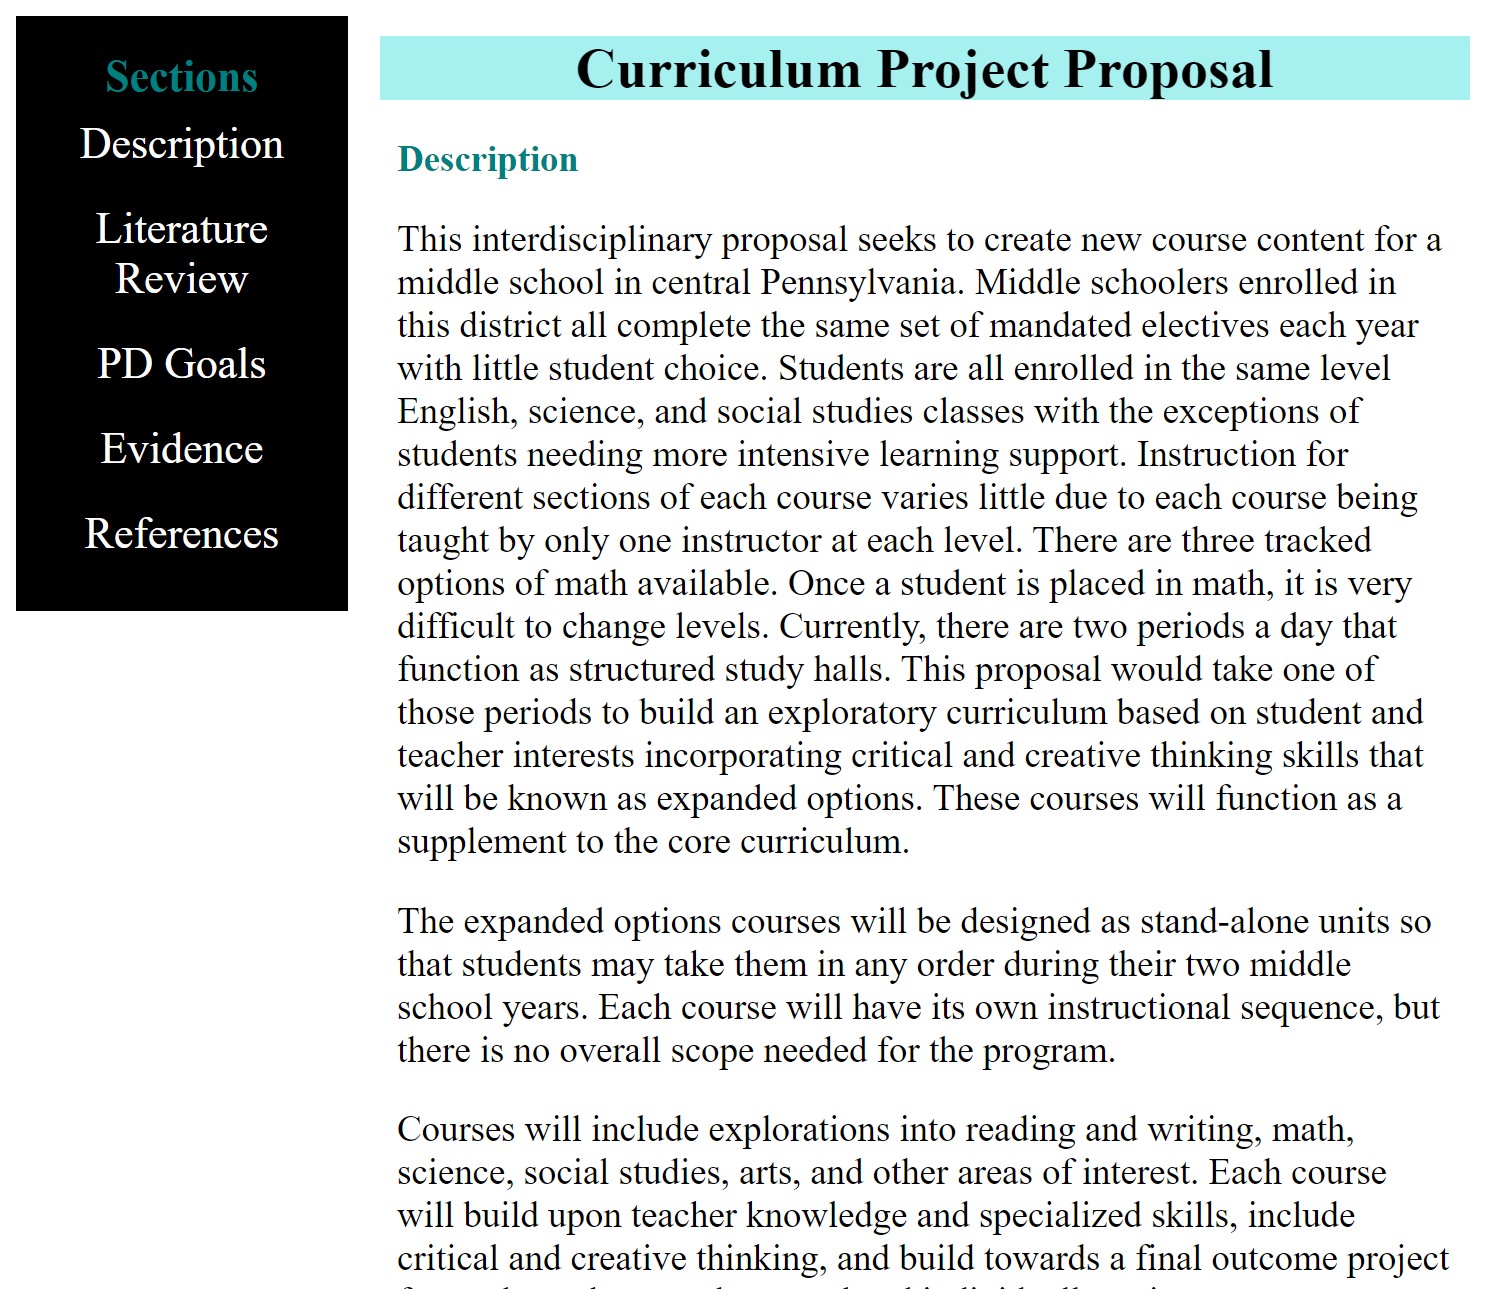 Sections
Description
Literature
Review
PD Goals
Evidence
References
Curriculum Project Proposal
Description
This interdisciplinary proposal seeks to create new course content for a
middle school in central Pennsylvania. Middle schoolers enrolled in
this district all complete the same set of mandated electives each year
with little student choice. Students are all enrolled in the same level
English, science, and social studies classes with the exceptions of
students needing more intensive learning support. Instruction for
different sections of each course varies little due to each course being
taught by only one instructor at each level. There are three tracked
options of math available. Once a student is placed in math, it is very
difficult to change levels. Currently, there are two periods a day that
function as structured study halls. This proposal would take one of
those periods to build an exploratory curriculum based on student and
teacher interests incorporating critical and creative thinking skills that
will be known as expanded options. These courses will function as a
supplement to the core curriculum.
The expanded options courses will be designed as stand-alone units so
that students may take them in any order during their two middle
school years. Each course will have its own instructional sequence, but
there is no overall scope needed for the program.
Courses will include explorations into reading and writing, math,
science, social studies, arts, and other areas of interest. Each course
will build upon teacher knowledge and specialized skills, include
critical and creative thinking, and build towards a final outcome project